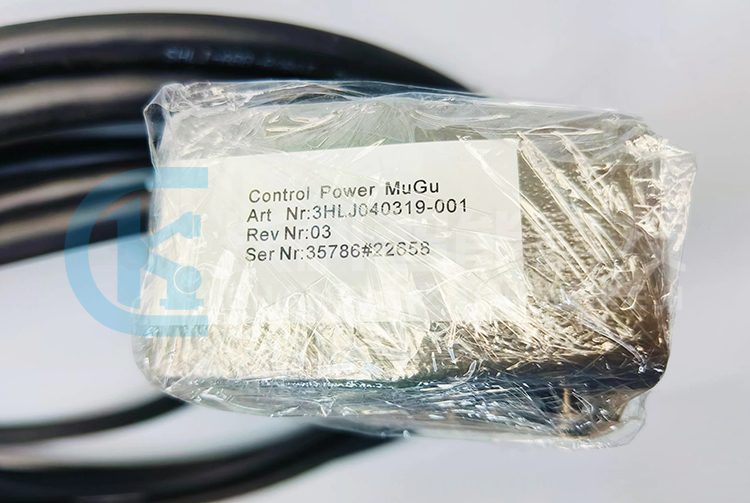 Control Power MuGu
Art Nr:3HLJ040319-001
Rev Nr:03
Ser Nr:35786#22658